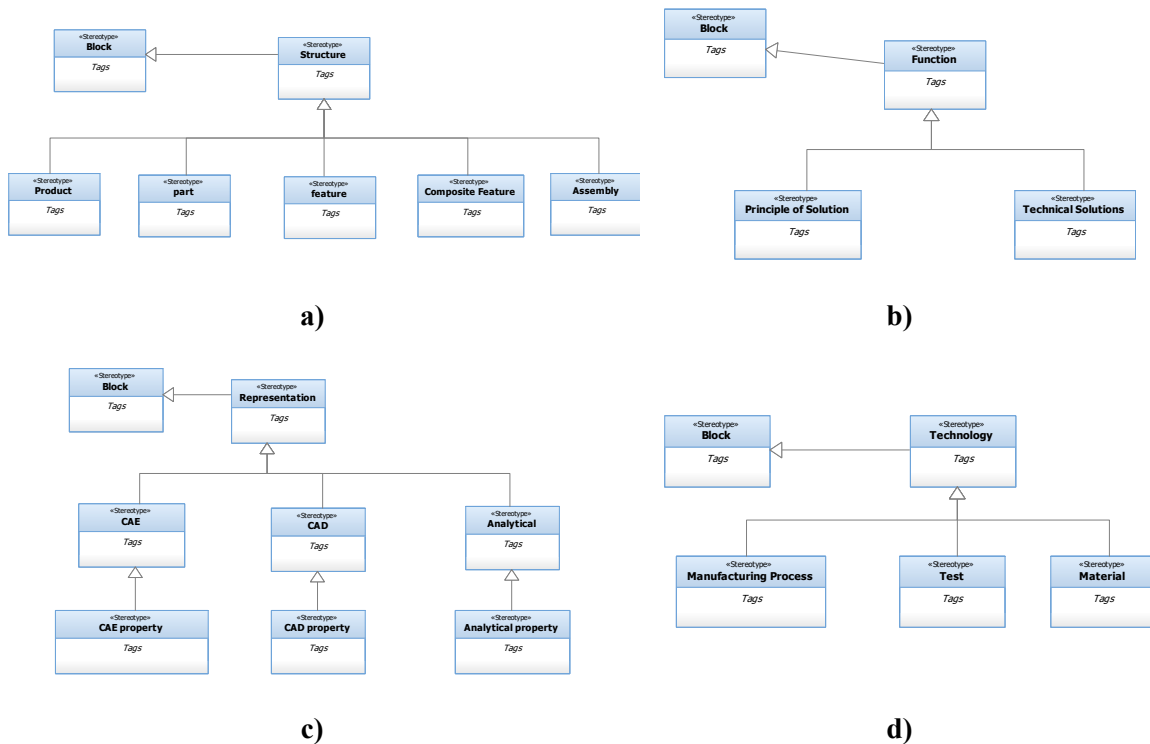 «Stereotype»
Block
Tags
«Stereotype»
Structure
Tags
«Stereotype»
Product
Tags
«Stereotype»
part
Tags
«Stereotype»
feature
Tags
«Stereotype»
Composite Feature
Tags
«Stereotype»
Assembly
Tags
a)
«Stereotype»
Block
Tags
«Stereotype»
Function
Tags
«Stereotype»
Principle of Solution
Tags
«Stereotype»
Technical Solutions
Tags
b)
«Stereotype»
Block
Tags
«Stereotype»
Representation
Tags
«Stereotype»
CAE
Tags
«Stereotype»
CAD
Tags
«Stereotype»
Analytical
Tags
«Stereotype»
CAE property
Tags
«Stereotype»
CAD property
Tags
«Stereotype»
Analytical property
Tags
c)
«Stereotype»
Block
Tags
«Stereotype»
Technology
Tags
«Stereotype»
Manufacturing Process
Tags
«Stereotype»
Test
Tags
«Stereotype»
Material
Tags
d)